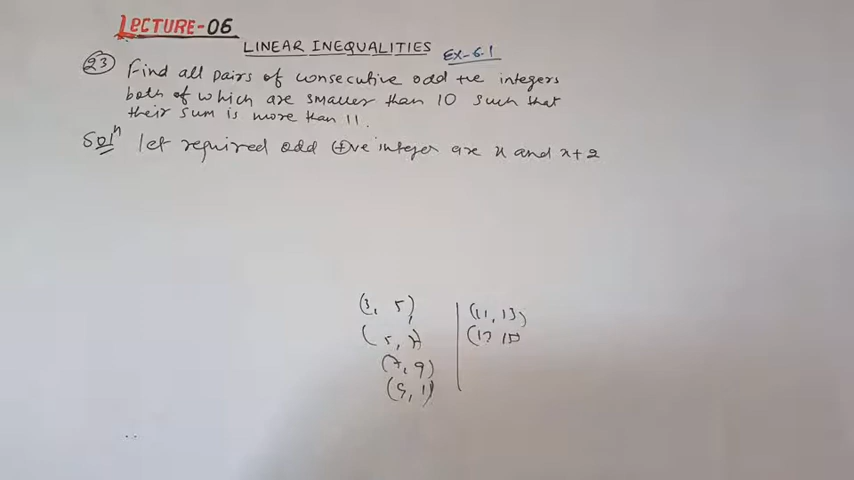 LECTURE-06
LINEAR INEQUALITIES Ex-6.1
23 Find all pairs of consecutive odd +ve integers
both of which are smaller than 10 such that
their sum is more than 11.
Solⁿ let required odd +ve integer are x and x+2
(3, 5), (11, 13)
(5, 7)
(7, 9)